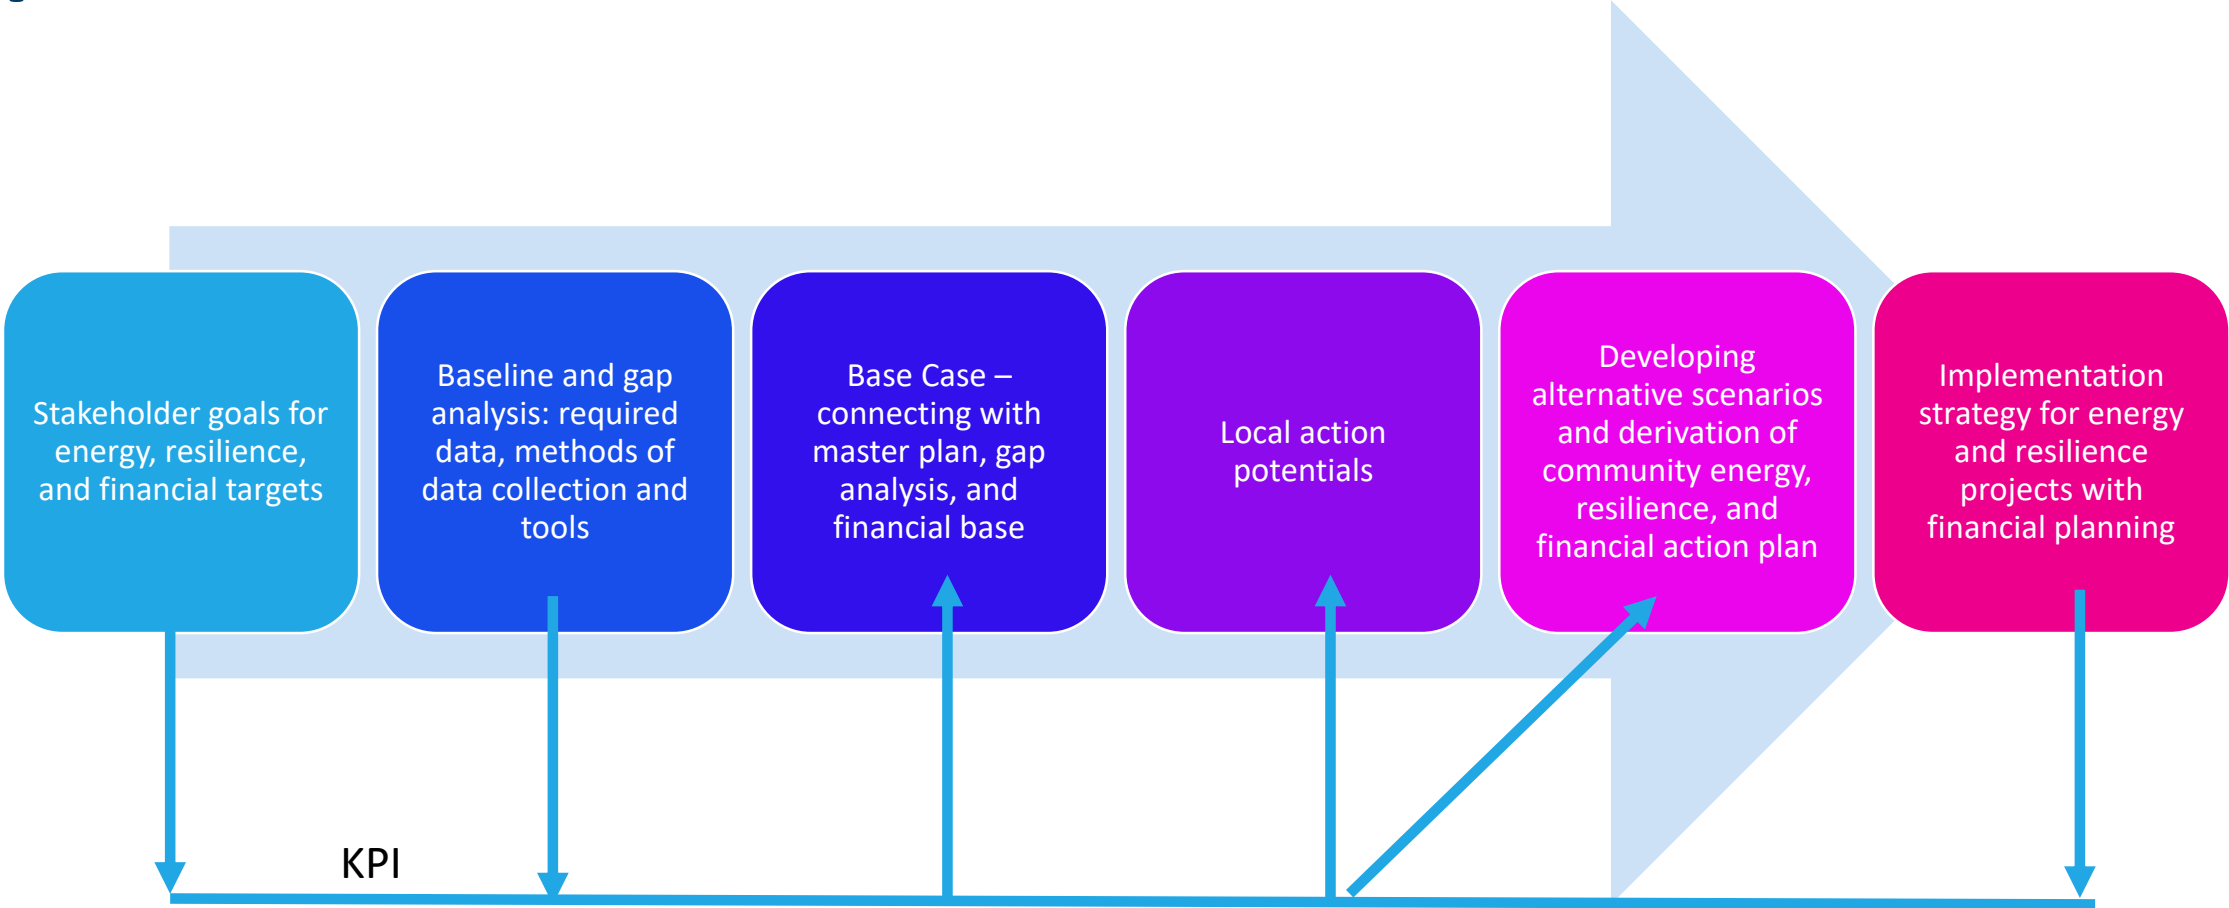 Stakeholder goals for
energy, resilience,
and financial targets
Baseline and gap
analysis: required
data, methods of
data collection and
tools
Base Case –
connecting with
master plan, gap
analysis, and
financial base
Local action
potentials
Developing
alternative scenarios
and derivation of
community energy,
resilience, and
financial action plan
Implementation
strategy for energy
and resilience
projects with
financial planning
KPI